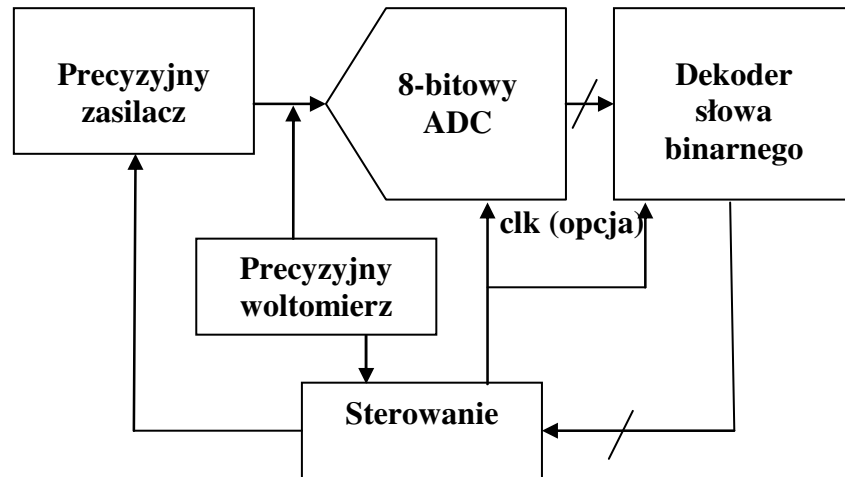 Precyzyjny
zasilacz
8-bitowy
ADC
Dekoder
słowa
binarnego
clk (opcja)
Precyzyjny
woltomierz
Sterowanie